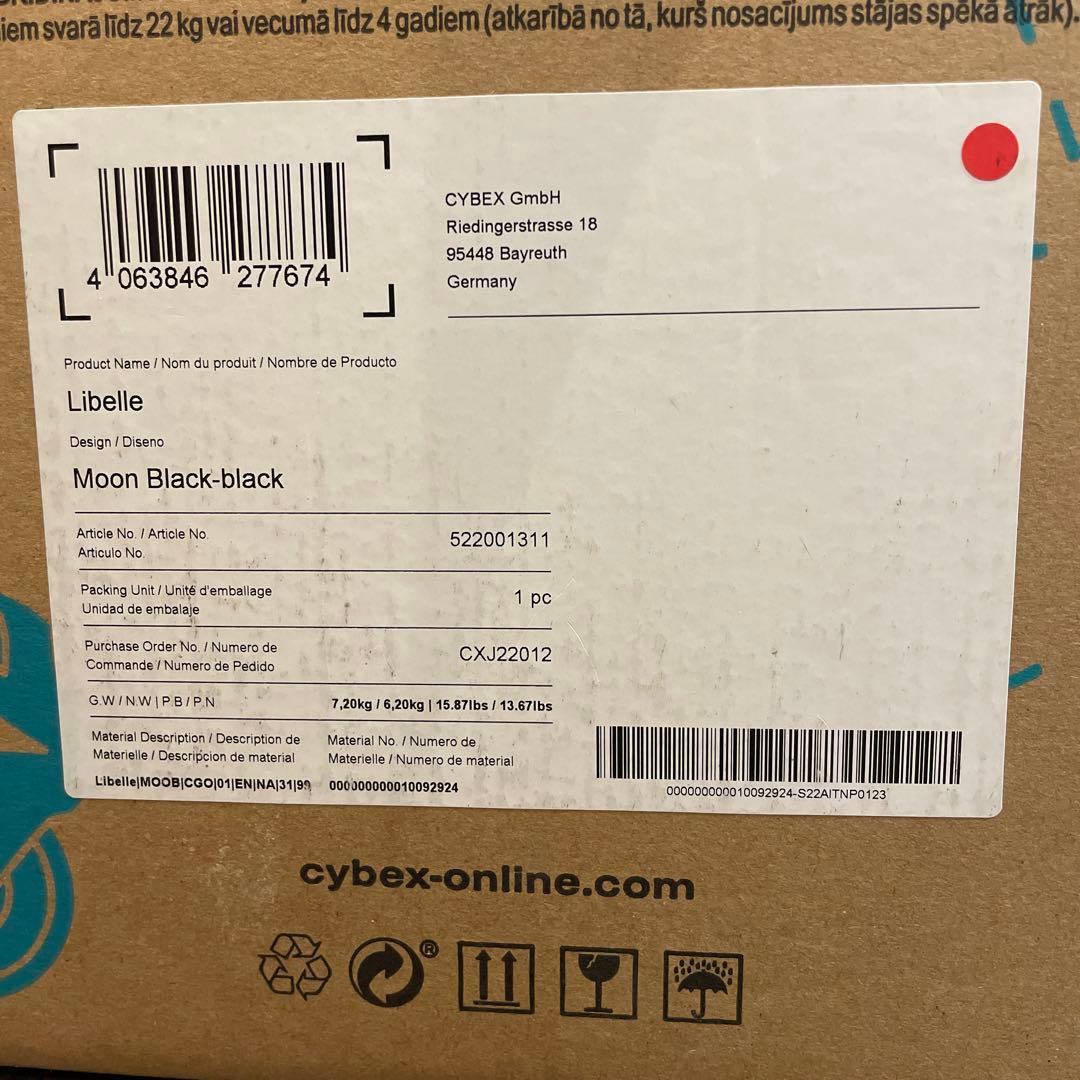 iem svarā līdz 22 kg vai vecumā līdz 4 gadiem (atkarībā no tā, kurš nosacījums stājas spēkā ātrāk).
4 063846 277674
CYBEX GmbH
Riedingerstrasse 18
95448 Bayreuth
Germany
Product Name / Nom du produit / Nombre de Producto
Libelle
Design / Diseno
Moon Black-black
Article No. / Article No.
Articulo No.
522001311
Packing Unit / Unité d'emballage
Unidad de embalaje
1 pc
Purchase Order No. / Numero de
Commande / Numero de Pedido
CXJ22012
G.W / N.W | P.B / P.N
7,20kg / 6,20kg | 15.87lbs / 13.67lbs
Material Description / Description de
Materielle / Descripcion de material
Libelle|MOOB|CGO|01|EN|NA|31|99
Material No. / Numero de
Materielle / Numero de material
000000000010092924
000000000010092924-S22AITNP0123
cybex-online.com
®